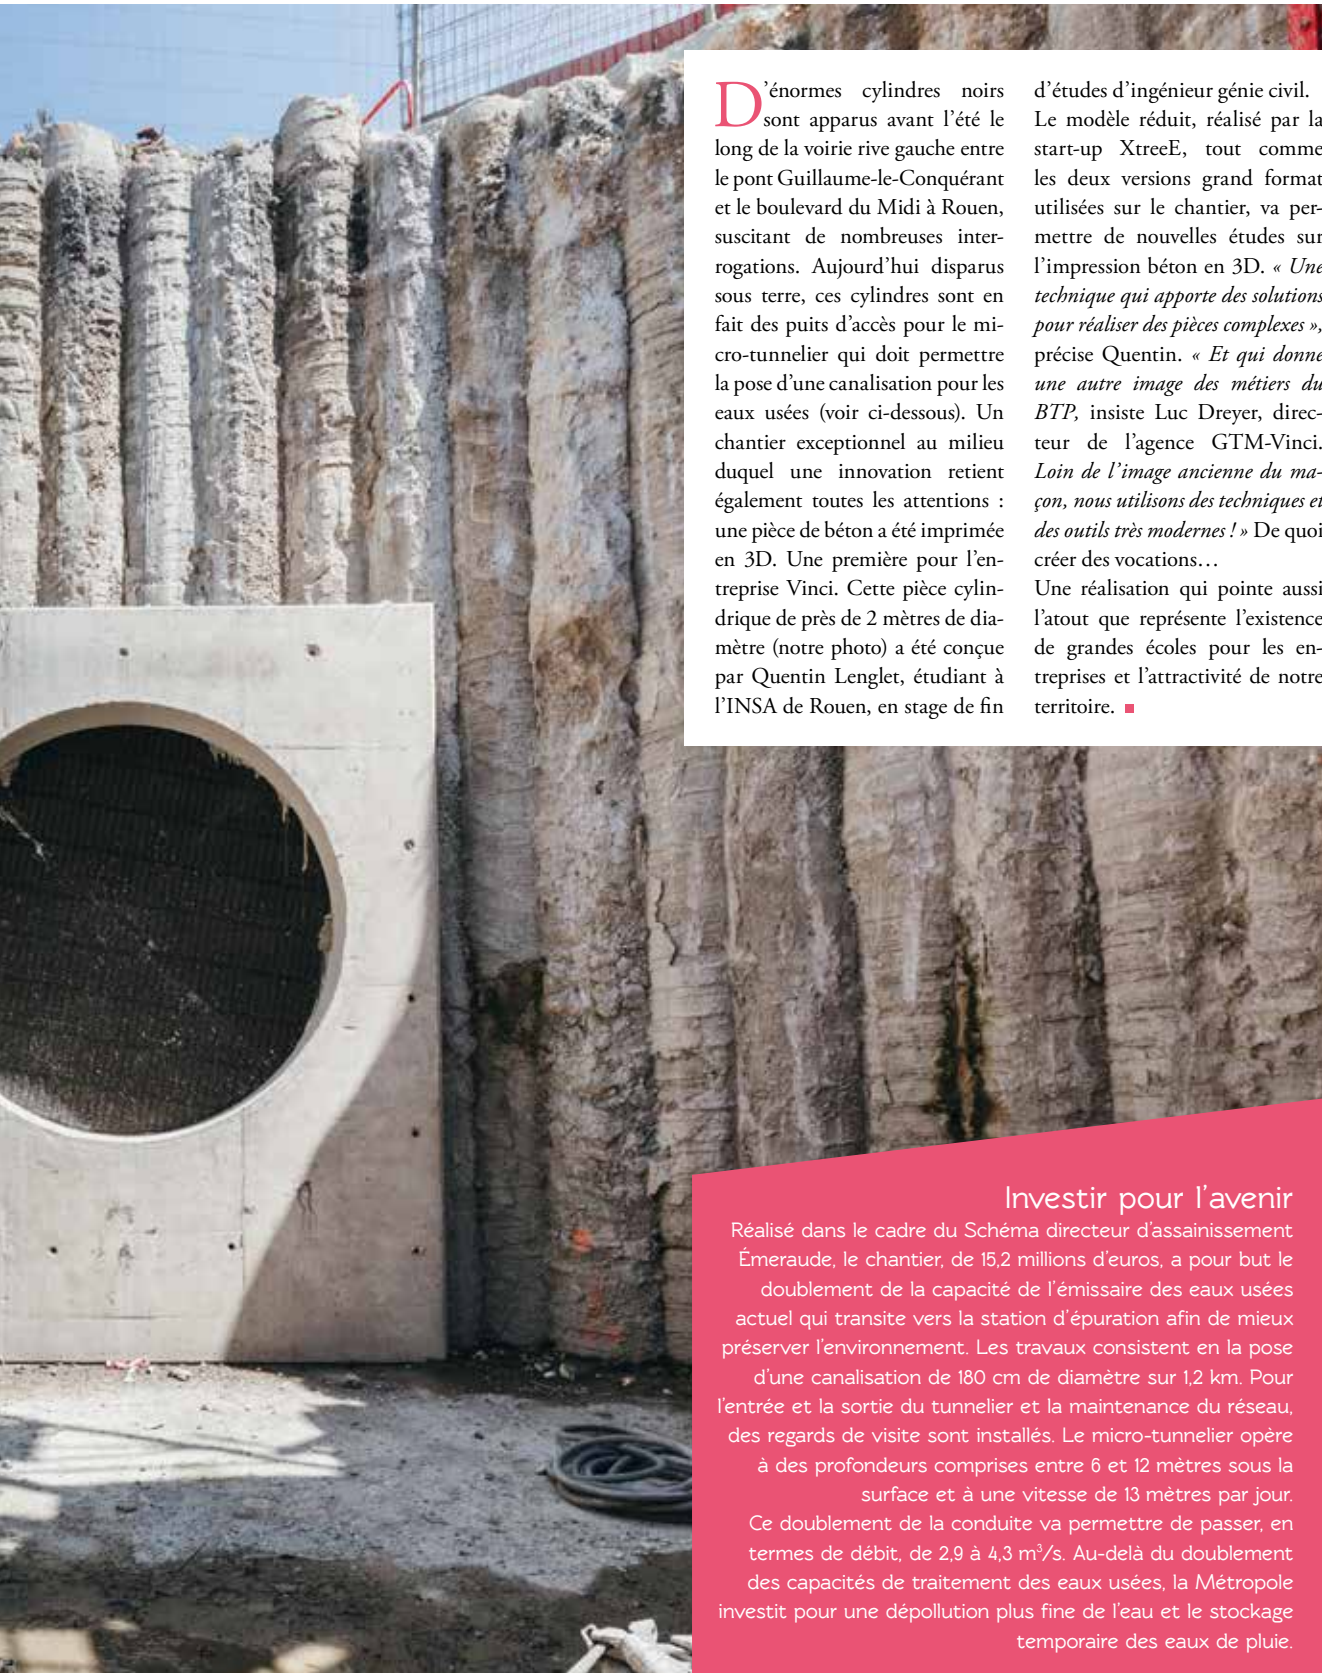 D'énormes cylindres noirs
sont apparus avant l'été le
long de la voirie rive gauche entre
le pont Guillaume-le-Conquérant
et le boulevard du Midi à Rouen,
suscitant de nombreuses inter-
rogations. Aujourd'hui disparus
sous terre, ces cylindres sont en
fait des puits d'accès pour le mi-
cro-tunnelier qui doit permettre
la pose d'une canalisation pour les
eaux usées (voir ci-dessous). Un
chantier exceptionnel au milieu
duquel une innovation retient
également toutes les attentions :
une pièce de béton a été imprimée
en 3D. Une première pour l'en-
treprise Vinci. Cette pièce cylin-
drique de près de 2 mètres de dia-
mètre (notre photo) a été conçue
par Quentin Lenglet, étudiant à
l'INSA de Rouen, en stage de fin
d'études d'ingénieur génie civil.
Le modèle réduit, réalisé par la
start-up XtreeE, tout comme
les deux versions grand format
utilisées sur le chantier, va per-
mettre de nouvelles études sur
l'impression béton en 3D. « Une
technique qui apporte des solutions
pour réaliser des pièces complexes »,
précise Quentin. « Et qui donne
une autre image des métiers du
BTP, insiste Luc Dreyer, direc-
teur de l'agence GTM-Vinci.
Loin de l'image ancienne du ma-
çon, nous utilisons des techniques et
des outils très modernes ! » De quoi
créer des vocations…
Une réalisation qui pointe aussi
l'atout que représente l'existence
de grandes écoles pour les en-
treprises et l'attractivité de notre
territoire.
Investir pour l'avenir
Réalisé dans le cadre du Schéma directeur d'assainissement
Émeraude, le chantier, de 15,2 millions d'euros, a pour but le
doublement de la capacité de l'émissaire des eaux usées
actuel qui transite vers la station d'épuration afin de mieux
préserver l'environnement. Les travaux consistent en la pose
d'une canalisation de 180 cm de diamètre sur 1,2 km. Pour
l'entrée et la sortie du tunnelier et la maintenance du réseau,
des regards de visite sont installés. Le micro-tunnelier opère
à des profondeurs comprises entre 6 et 12 mètres sous la
surface et à une vitesse de 13 mètres par jour.
Ce doublement de la conduite va permettre de passer, en
termes de débit, de 2,9 à 4,3 m³/s. Au-delà du doublement
des capacités de traitement des eaux usées, la Métropole
investit pour une dépollution plus fine de l'eau et le stockage
temporaire des eaux de pluie.